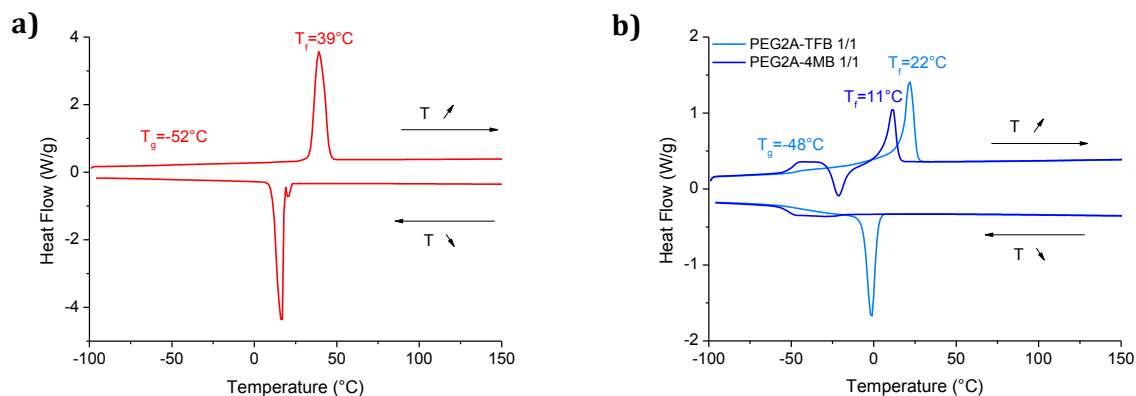 a)
T_f=39°C
T ↗
T_g=-52°C
T ↘
Heat Flow (W/g)
4
2
0
-2
-4
-100
-50
0
50
100
150
Temperature (°C)
b)
PEG2A-TFB 1/1
PEG2A-4MB 1/1
T_f=22°C
T_f=11°C
T ↗
T_g=-48°C
T ↘
Heat Flow (W/g)
2
1
0
-1
-2
-100
-50
0
50
100
150
Temperature (°C)